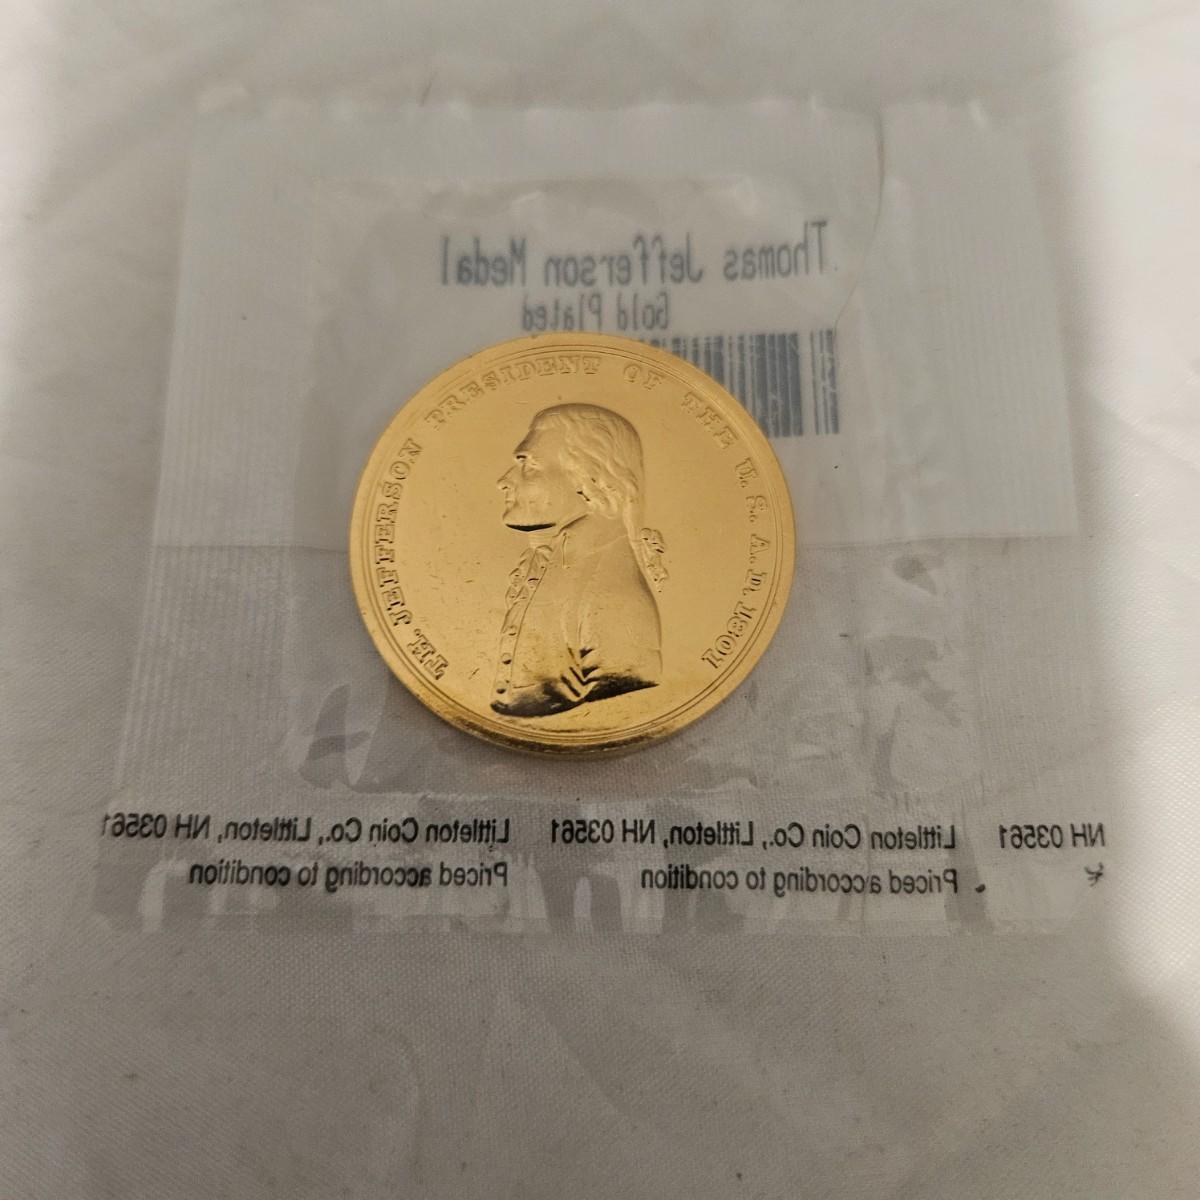 Thomas Jefferson Medal
Gold Plated
TH. JEFFERSON PRESIDENT OF THE U.S. A.D. 1801
NH 03561 Littleton Coin Co., Littleton, NH 03561 Littleton Coin Co., Littleton, NH 03561
Priced according to condition Priced according to condition